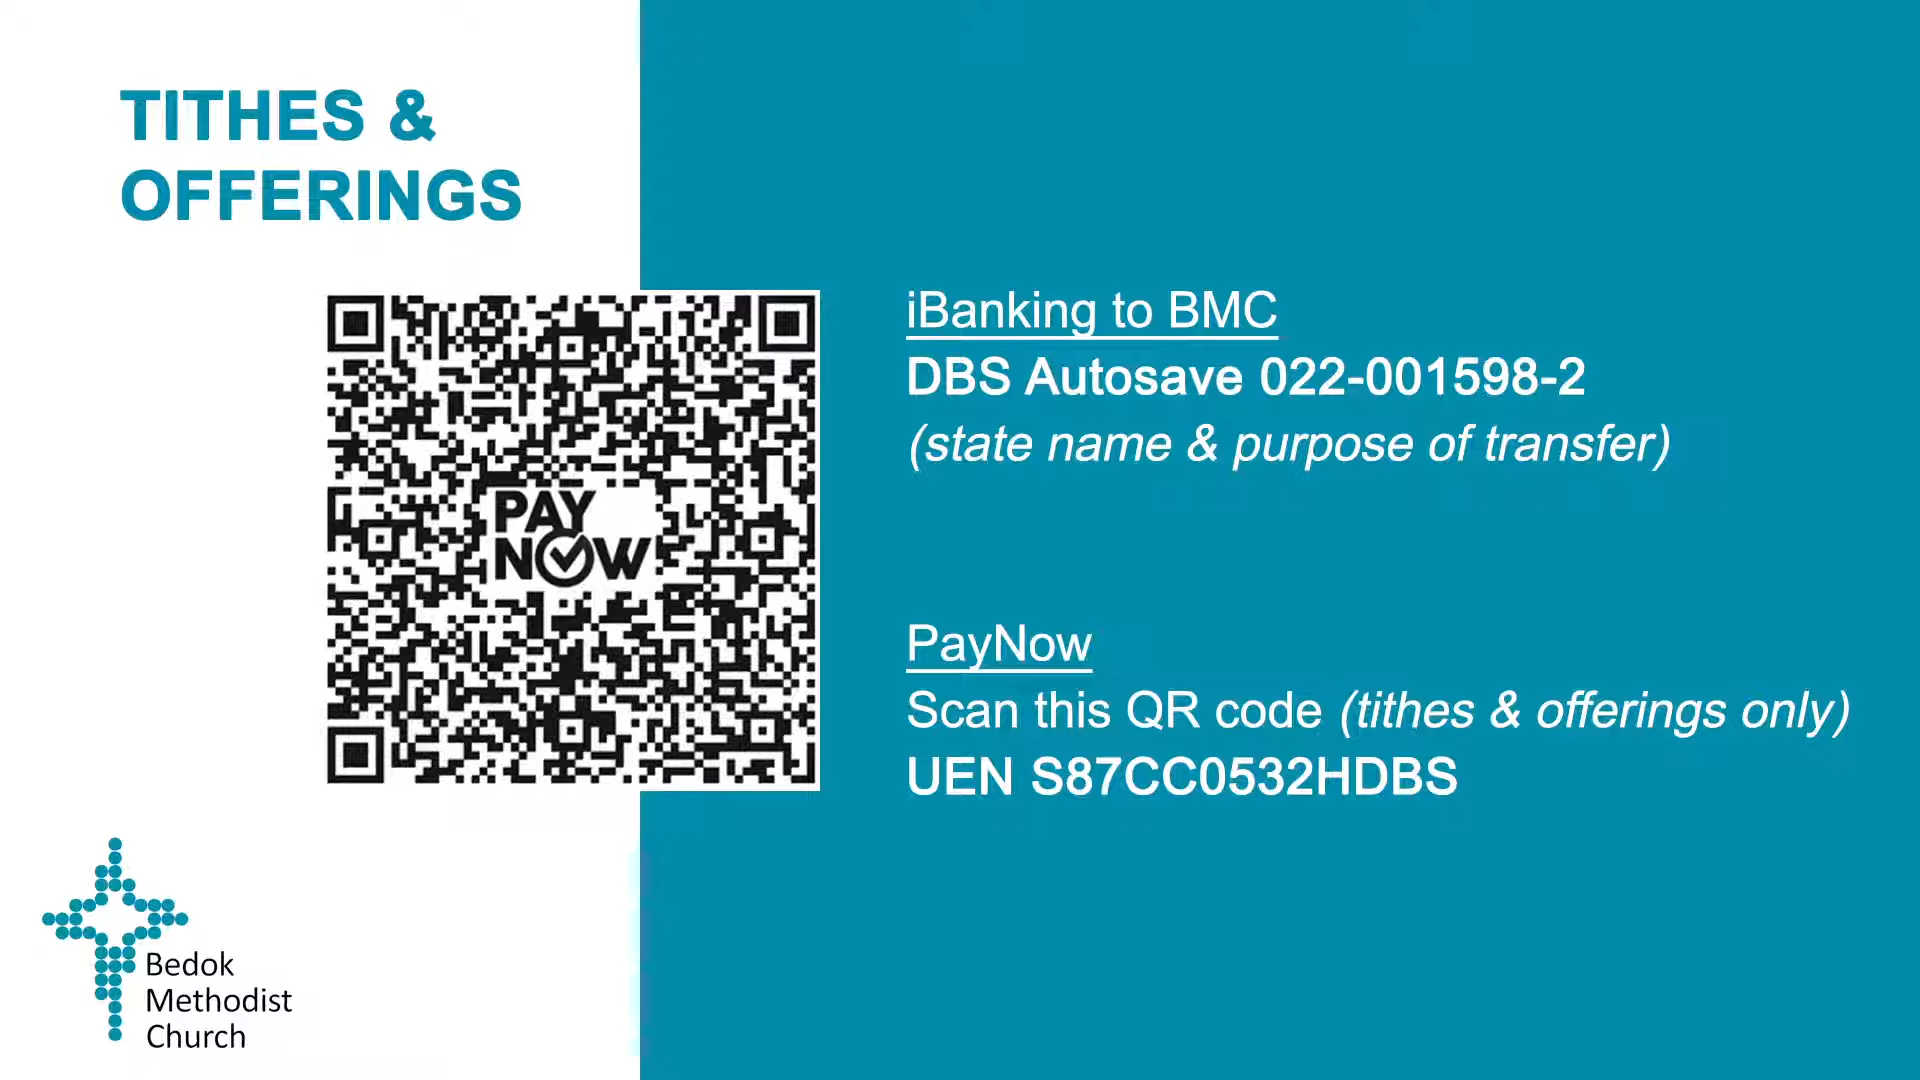 TITHES &
OFFERINGS
PAY
NOW
iBanking to BMC
DBS Autosave 022-001598-2
(state name & purpose of transfer)
PayNow
Scan this QR code (tithes & offerings only)
UEN S87CC0532HDBS
Bedok
Methodist
Church